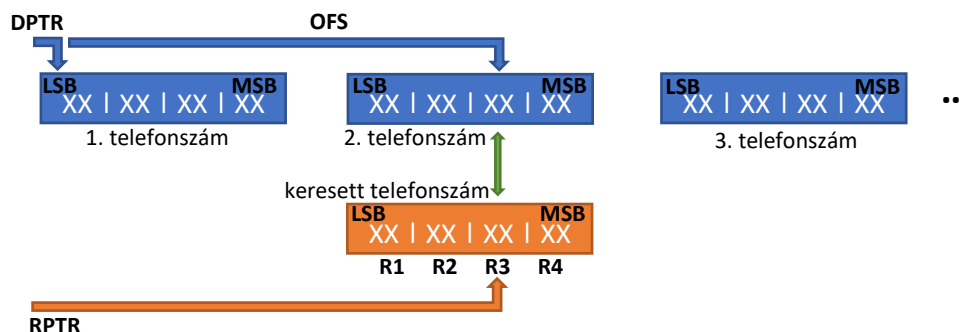 DPTR OFS
LSB MSB LSB MSB LSB MSB
XX | XX | XX | XX XX | XX | XX | XX XX | XX | XX | XX ..
1. telefonszám 2. telefonszám 3. telefonszám
keresett telefonszám
LSB MSB
XX | XX | XX | XX
R1 R2 R3 R4
RPTR